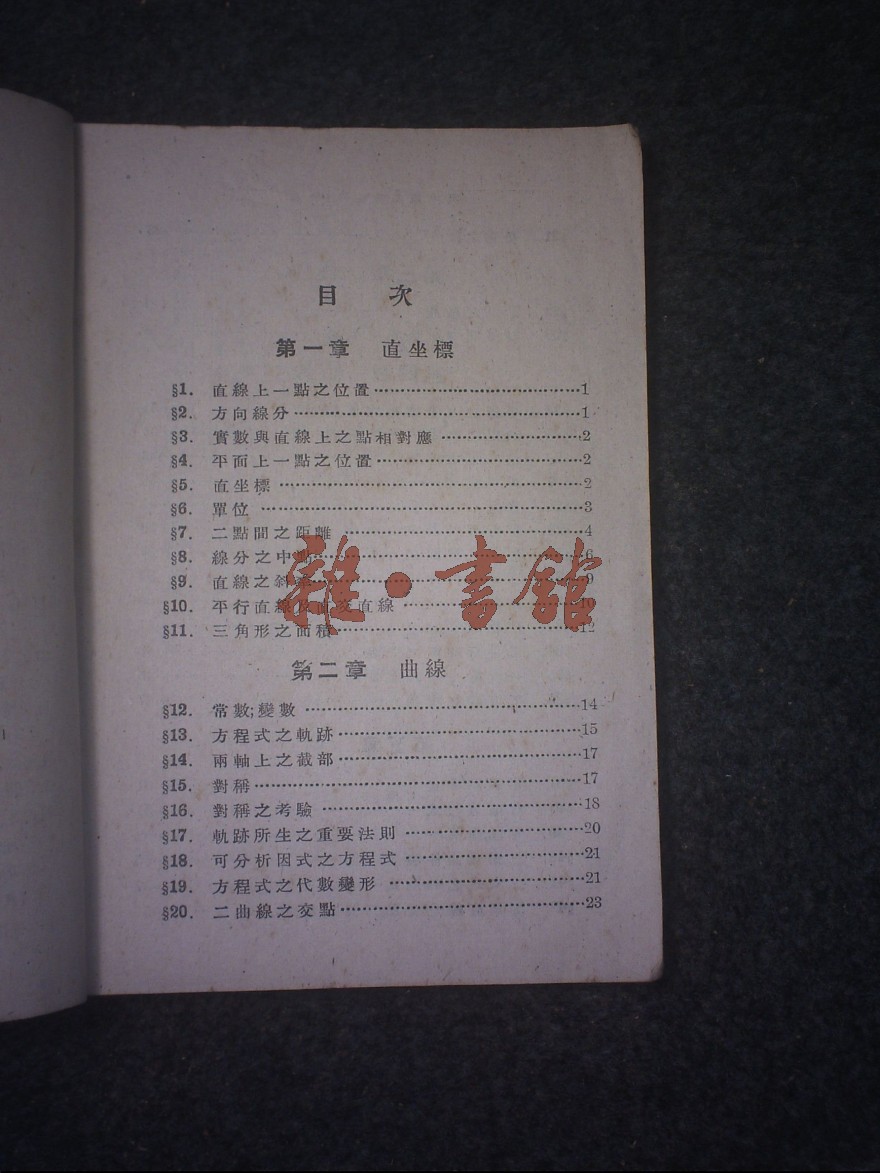 目 次
第一章 直坐標
§1. 直線上一點之位置 1
§2. 方向線分 1
§3. 實數與直線上之點相對應 2
§4. 平面上一點之位置 2
§5. 直坐標 2
§6. 單位 3
§7. 二點間之距離 4
§8. 線分之中點 6
§9. 直線之斜 9
§10. 平行直線及直線 10
§11. 三角形之面積 12
雜·書館
第二章 曲線
§12. 常數;變數 14
§13. 方程式之軌跡 15
§14. 兩軸上之截部 17
§15. 對稱 17
§16. 對稱之考驗 18
§17. 軌跡所生之重要法則 20
§18. 可分析因式之方程式 21
§19. 方程式之代數變形 21
§20. 二曲線之交點 23